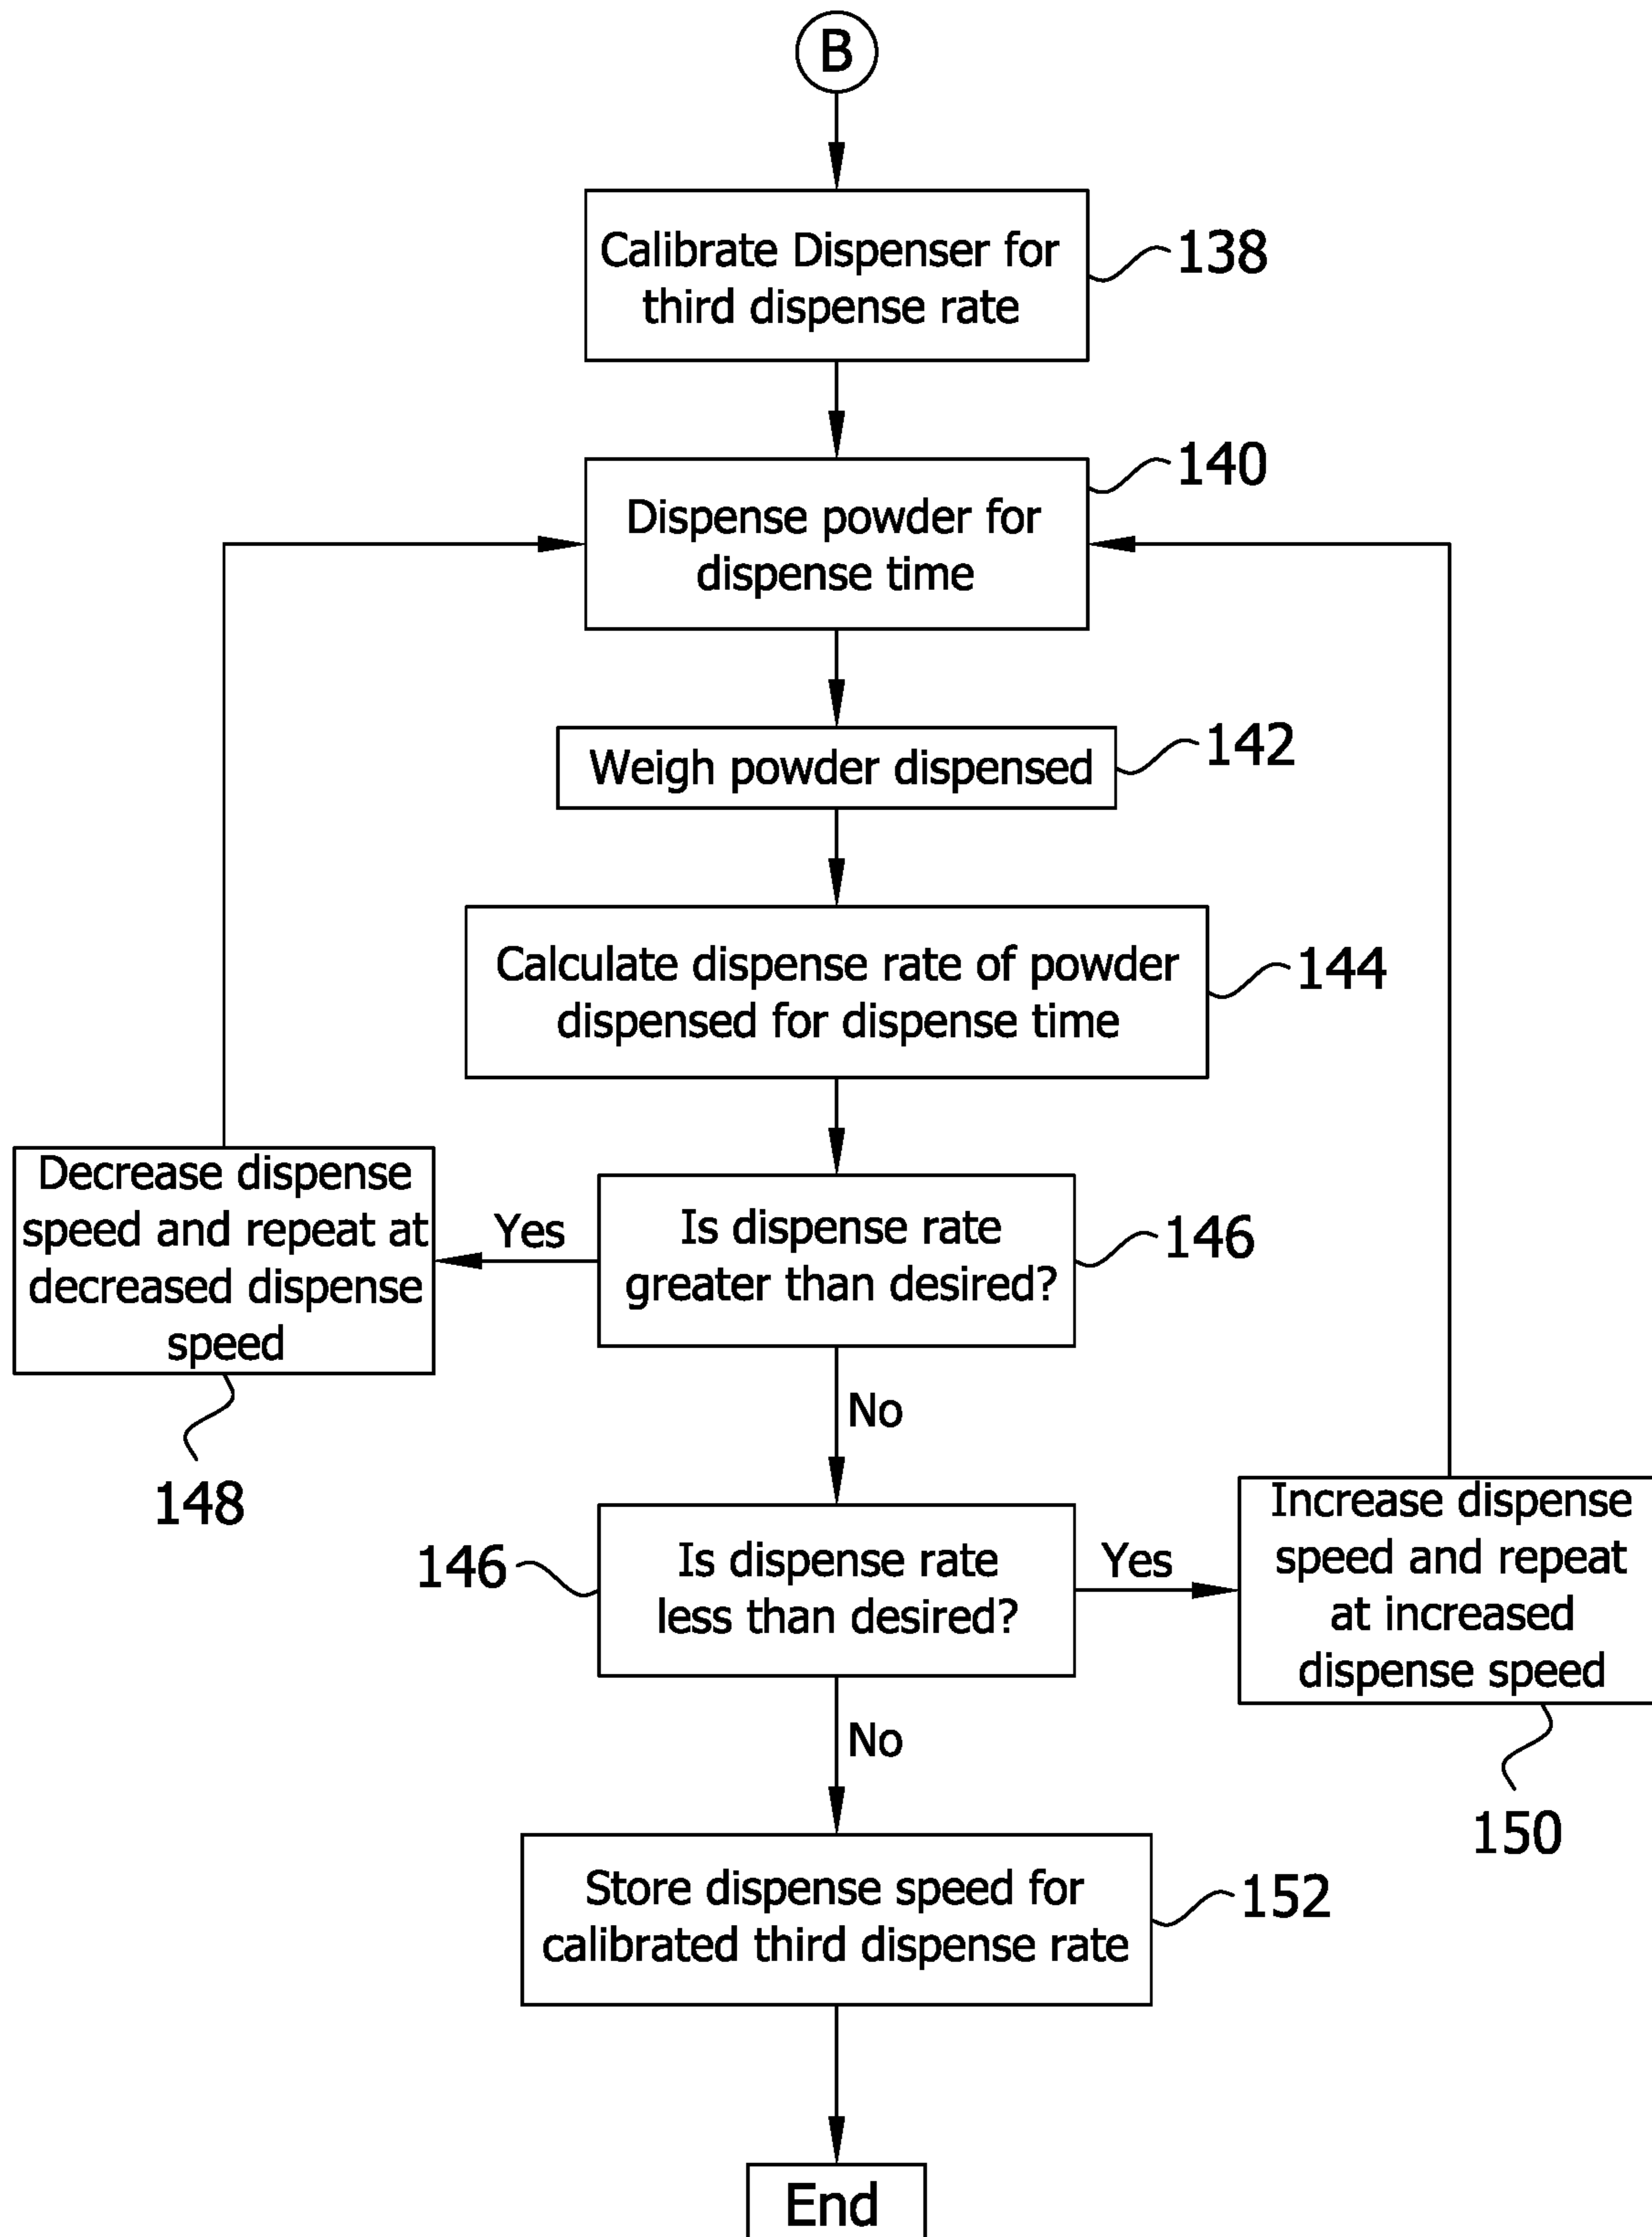 B
Calibrate Dispenser for
third dispense rate
138
140
Dispense powder for
dispense time
Weigh powder dispensed
142
Calculate dispense rate of powder
dispensed for dispense time
144
Decrease dispense
speed and repeat at
decreased dispense
speed
148
Yes
Is dispense rate
greater than desired?
146
No
146
Is dispense rate
less than desired?
Yes
Increase dispense
speed and repeat
at increased
dispense speed
150
No
Store dispense speed for
calibrated third dispense rate
152
End